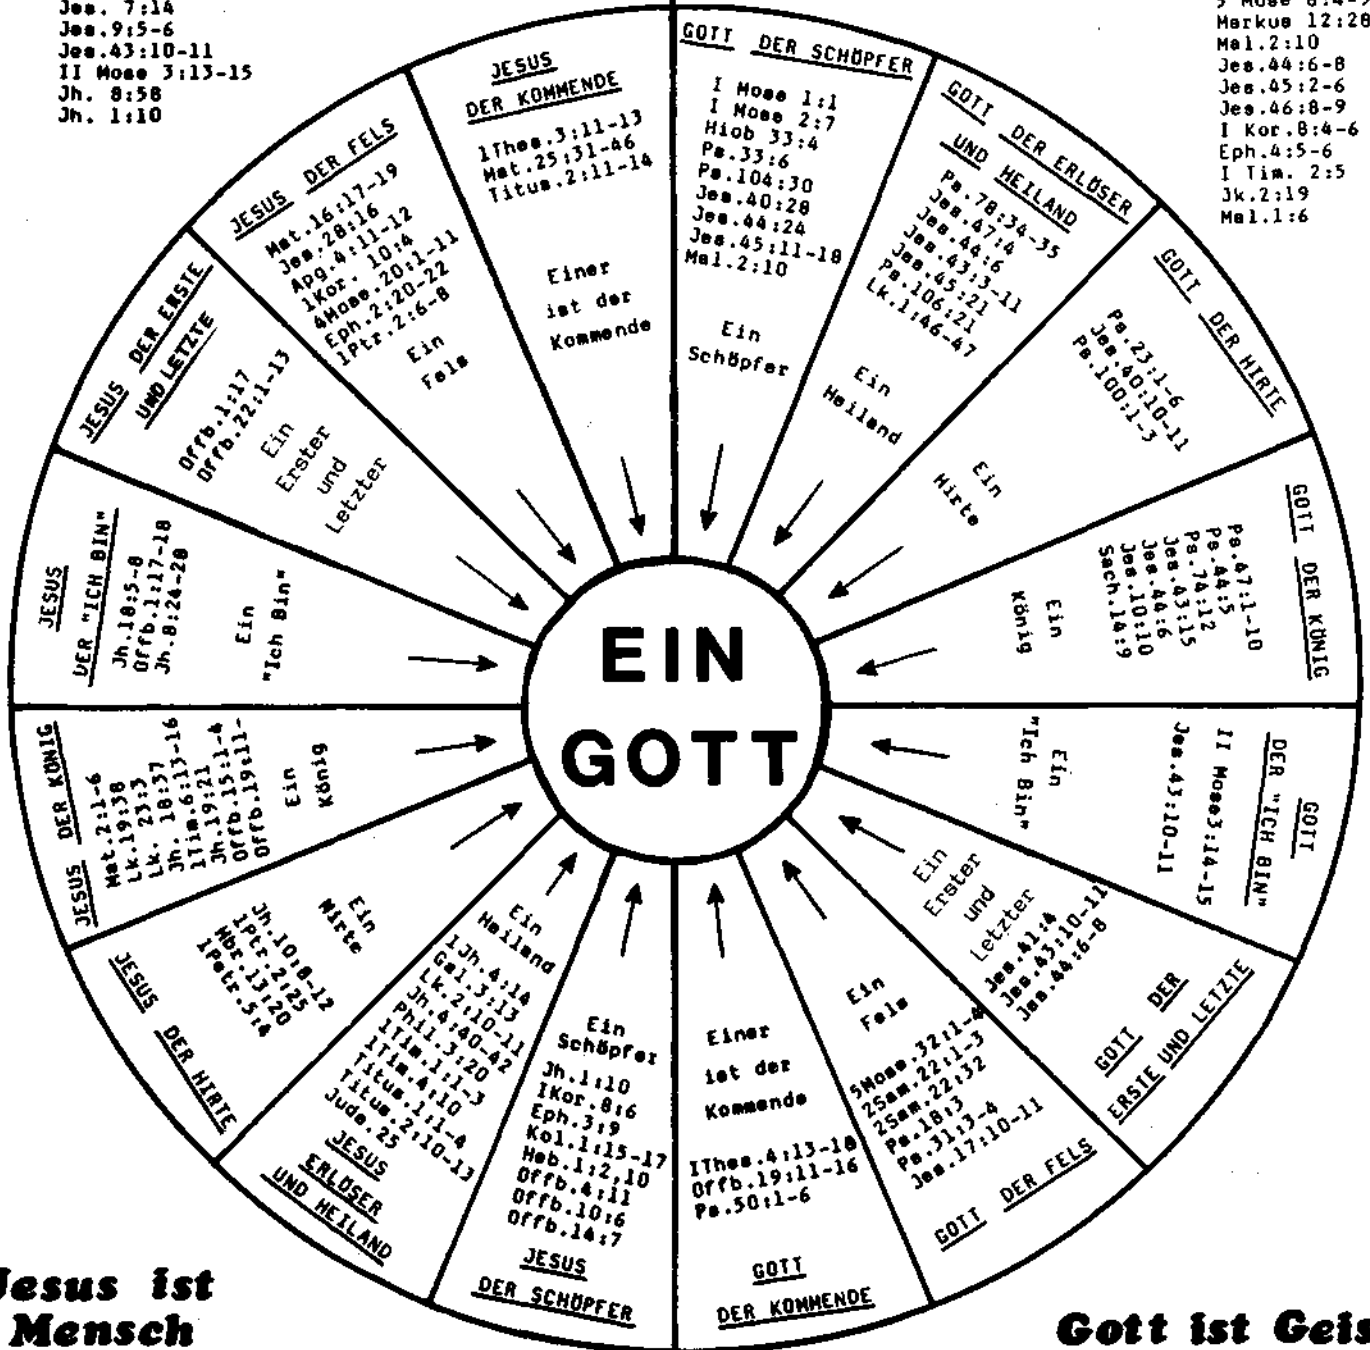 Jes. 7:14
Jes.9:5-6
Jes.43:10-11
II Mose 3:13-15
Jh. 8:58
Jh. 1:10
Markus 12:28
Mal.2:10
Jes.44:6-8
Jes.45:2-6
Jes.46:8-9
I Kor.8:4-6
Eph.4:5-6
I Tim. 2:5
Jk.2:19
Mal.1:6
GOTT DER SCHÖPFER
I Mose 1:1
I Mose 2:7
Hiob 33:4
Ps.33:6
Ps.104:30
Jes.40:28
Jes.44:24
Jes.45:11-18
Mal.2:10
Ein
Schöpfer
GOTT DER ERLÖSER
UND HEILAND
Ps.78:34-35
Jes.47:4
Jes.44:6
Jes.43:3-11
Jes.45:21
Ps.106:21
Lk.1:46-47
Ein
Heiland
GOTT DER HIRTE
Ps.23:1-6
Jes.40:10-11
Ps.100:1-3
Ein
Hirte
GOTT DER KÖNIG
Ps.47:1-10
Ps.44:5
Ps.74:12
Jes.43:15
Jes.44:6
Jes.10:10
Sach.14:9
Ein
König
GOTT
DER "ICH BIN"
II Mose3:14-15
Jes.43:10-11
Ein
"Ich Bin"
Ein
Erster
und
Letzter
Jes.41:4
Jes.43:10-11
Jes.44:6-8
GOTT DER
ERSTE UND LETZTE
Ein
Fels
5Mose.32:1-4
2Sam.22:1-3
2Sam.22:32
Ps.18:3
Ps.31:3-4
Jes.17:10-11
GOTT DER FELS
Einer
ist der
Kommende
IThes.4:13-18
Offb.19:11-16
Ps.50:1-6
GOTT
DER KOMMENDE
Ein
Schöpfer
Jh.1:10
IKor.8:6
Eph.3:9
Kol.1:15-17
Heb.1:2,10
Offb.4:11
Offb.10:6
Offb.14:7
JESUS
DER SCHÖPFER
Ein
Heiland
1Jh.4:14
Gal.3:13
Lk.2:10-11
Jh.4:40-42
Phil.3:20
1Tim.1:1-3
1Tim.4:10
Titus.1:1-4
Titus.2:10-13
Juda.25
JESUS
ERLÖSER
UND HEILAND
Ein
Hirte
Jh.10:8-12
1Ptr.2:25
Hbr.13:20
1Petr.5:4
JESUS DER HIRTE
JESUS DER KÖNIG
Mat.2:1-6
Lk.19:38
Lk. 23:3
Jh. 18:37
1Tim.6:13-16
Jh.19:21
Offb.15:1-4
Offb.19:11-
Ein
König
JESUS
DER "ICH BIN"
Jh.18:5-8
Offb.1:17-18
Jh.8:24-28
Ein
"Ich Bin"
JESUS DER ERSTE
UND LETZTE
Offb.1:17
Offb.22:1-13
Ein
Erster
und
Letzter
JESUS DER FELS
Mat.16:17-19
Jes.28:16
Apg.4:11-12
1Kor. 10:4
4Mose.20:1-11
Eph.2:20-22
1Ptr.2:6-8
Ein
Fels
JESUS
DER KOMMENDE
1Thes.3:11-13
Mat.25:31-46
Titus.2:11-14
Einer
ist der
Kommende
EIN
GOTT
Jesus ist
Mensch
Gott ist Geis